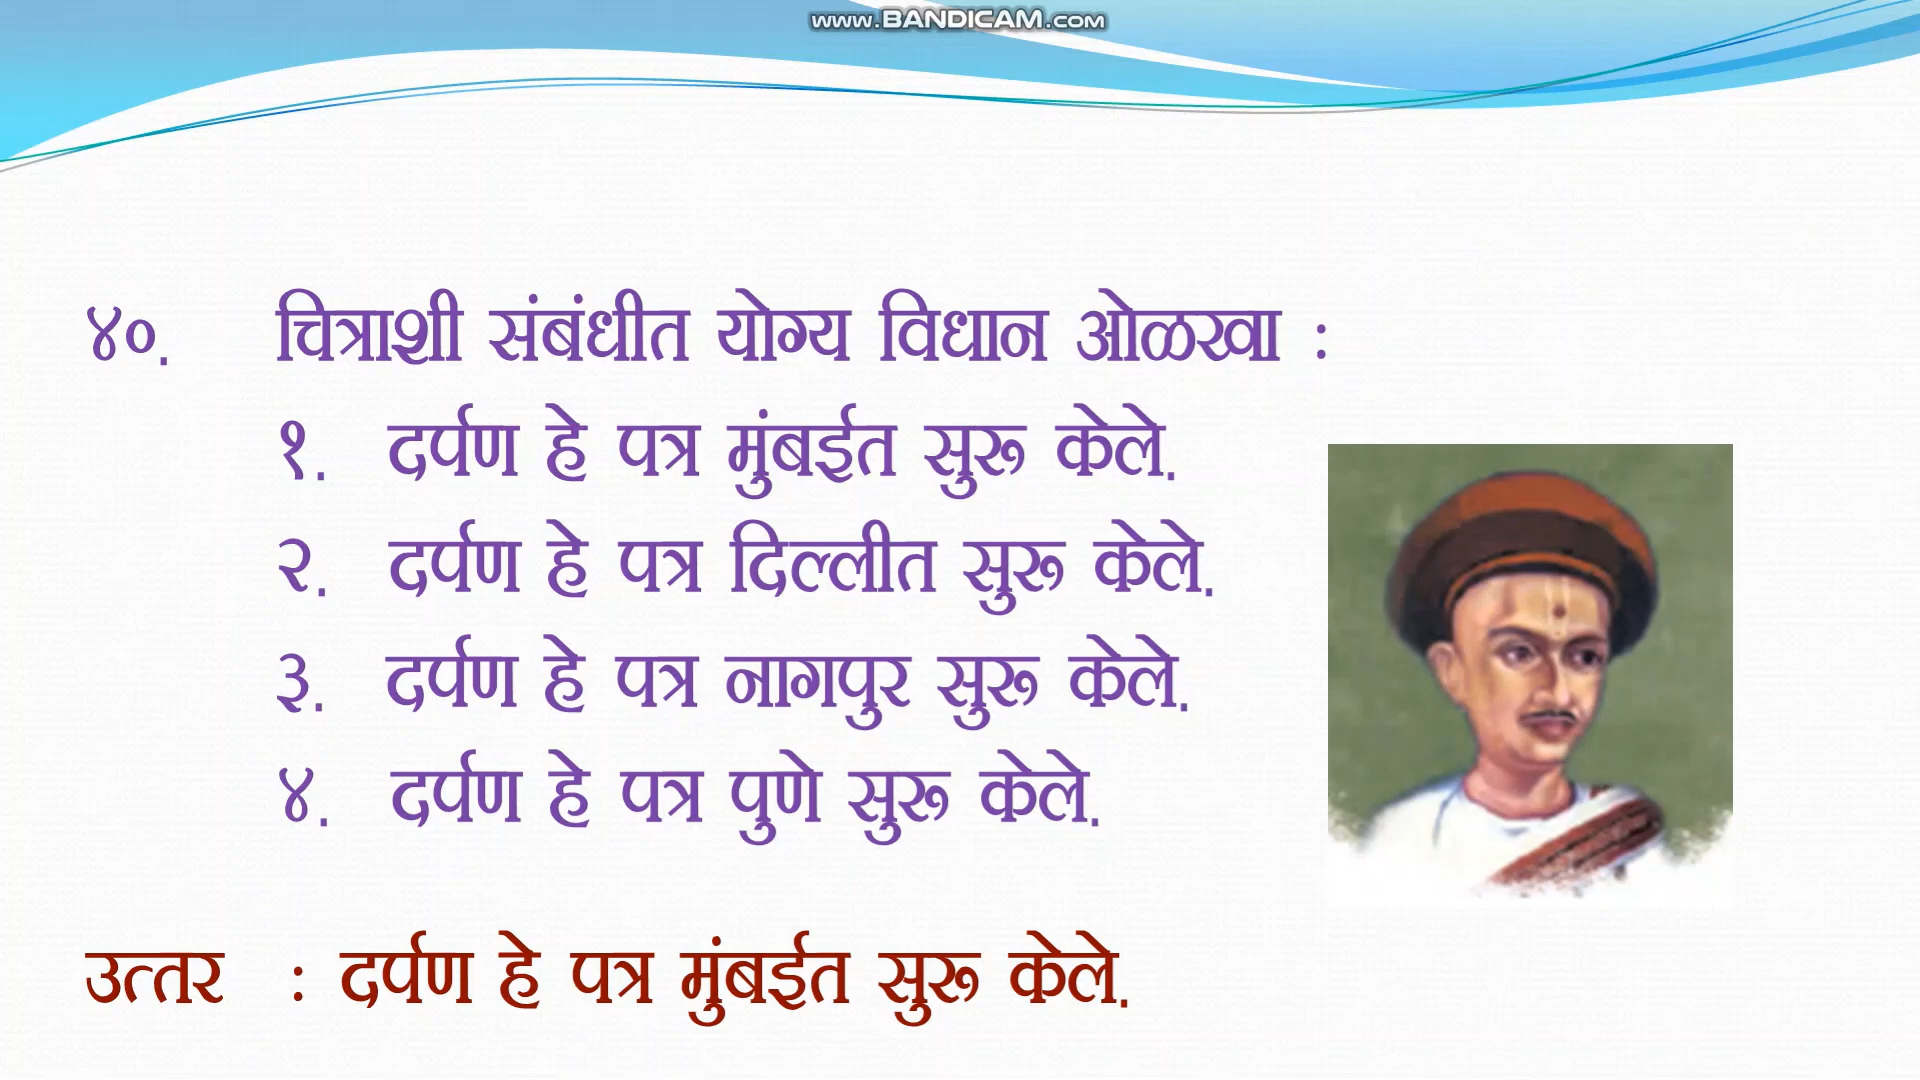 www.BANDICAM.com
४०. चित्राशी संबंधीत योग्य विधान ओळखा :
१. दर्पण हे पत्र मुंबईत सुरू केले.
२. दर्पण हे पत्र दिल्लीत सुरू केले.
३. दर्पण हे पत्र नागपुर सुरू केले.
४. दर्पण हे पत्र पुणे सुरू केले.
उत्तर : दर्पण हे पत्र मुंबईत सुरू केले.